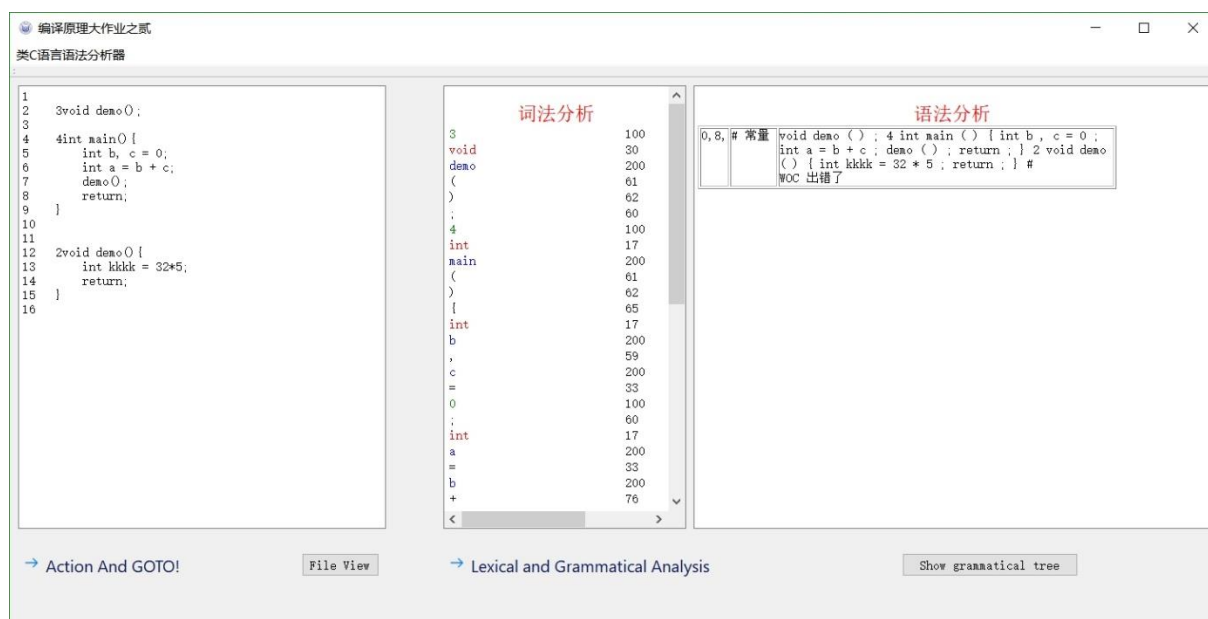 编译原理大作业之贰
类C语言语法分析器
1
2 3void demo();
3
4 4int main(){
5 int b, c = 0;
6 int a = b + c;
7 demo();
8 return;
9 }
10
11
12 2void demo(){
13 int kkkk = 32*5;
14 return;
15 }
16
词法分析
3 100
void 30
demo 200
( 61
) 62
; 60
4 100
int 17
main 200
( 61
) 62
{ 65
int 17
b 200
, 59
c 200
= 33
0 100
; 60
int 17
a 200
= 33
b 200
+ 76
语法分析
0,8, # 常量 void demo ( ) ; 4 int main ( ) { int b , c = 0 ;
int a = b + c ; demo ( ) ; return ; } 2 void demo
( ) { int kkkk = 32 * 5 ; return ; } #
WOC 出错了
Action And GOTO!
File View
Lexical and Grammatical Analysis
Show grammatical tree